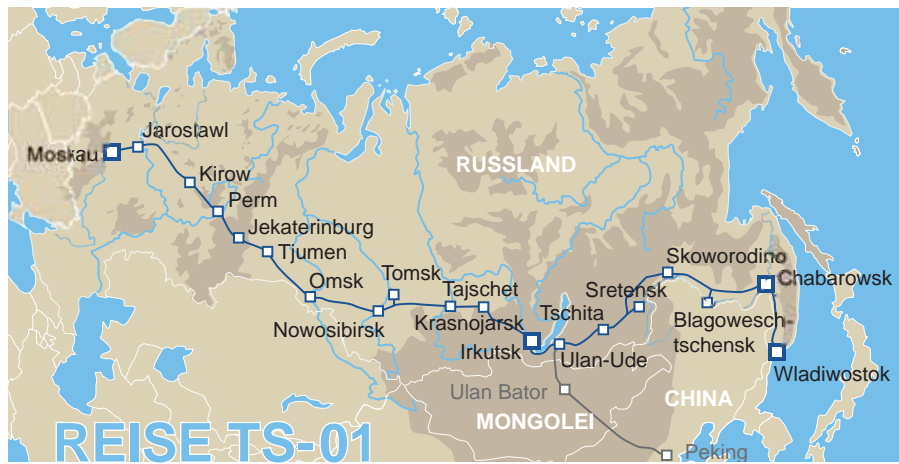 Jaroslawl
Moskau
RUSSLAND
Kirow
Perm
Jekaterinburg
Tjumen
Skoworodino
Omsk
Tomsk
Tajschet
Chabarowsk
Sretensk
Nowosibirsk
Krasnojarsk
Tschita
Blagowesch-
tschensk
Irkutsk
Ulan-Ude
Wladiwostok
Ulan Bator
CHINA
MONGOLEI
REISE TS-01
Peking